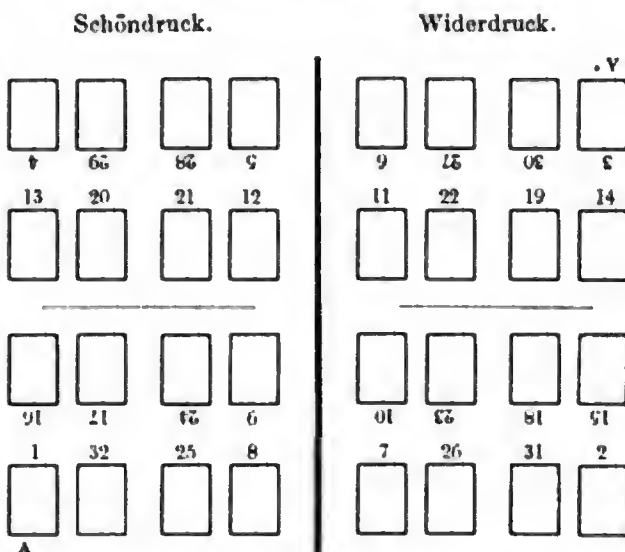 Schöndruck. Widerdruck.
A.
4 29 28 5 6 27 30 3
13 20 21 12 11 22 19 14
16 17 24 9 10 23 18 15
1 32 25 8 7 26 31 2
A